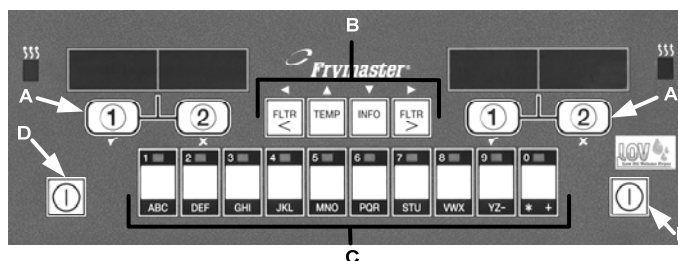 B
Frymaster
A
A
1 2
1 2
FLTR < TEMP INFO FLTR >
D
LOV
1 2 3 4 5 6 7 8 9 0
ABC DEF GHI JKL MNO PQR STU VWX YZ- * +
C